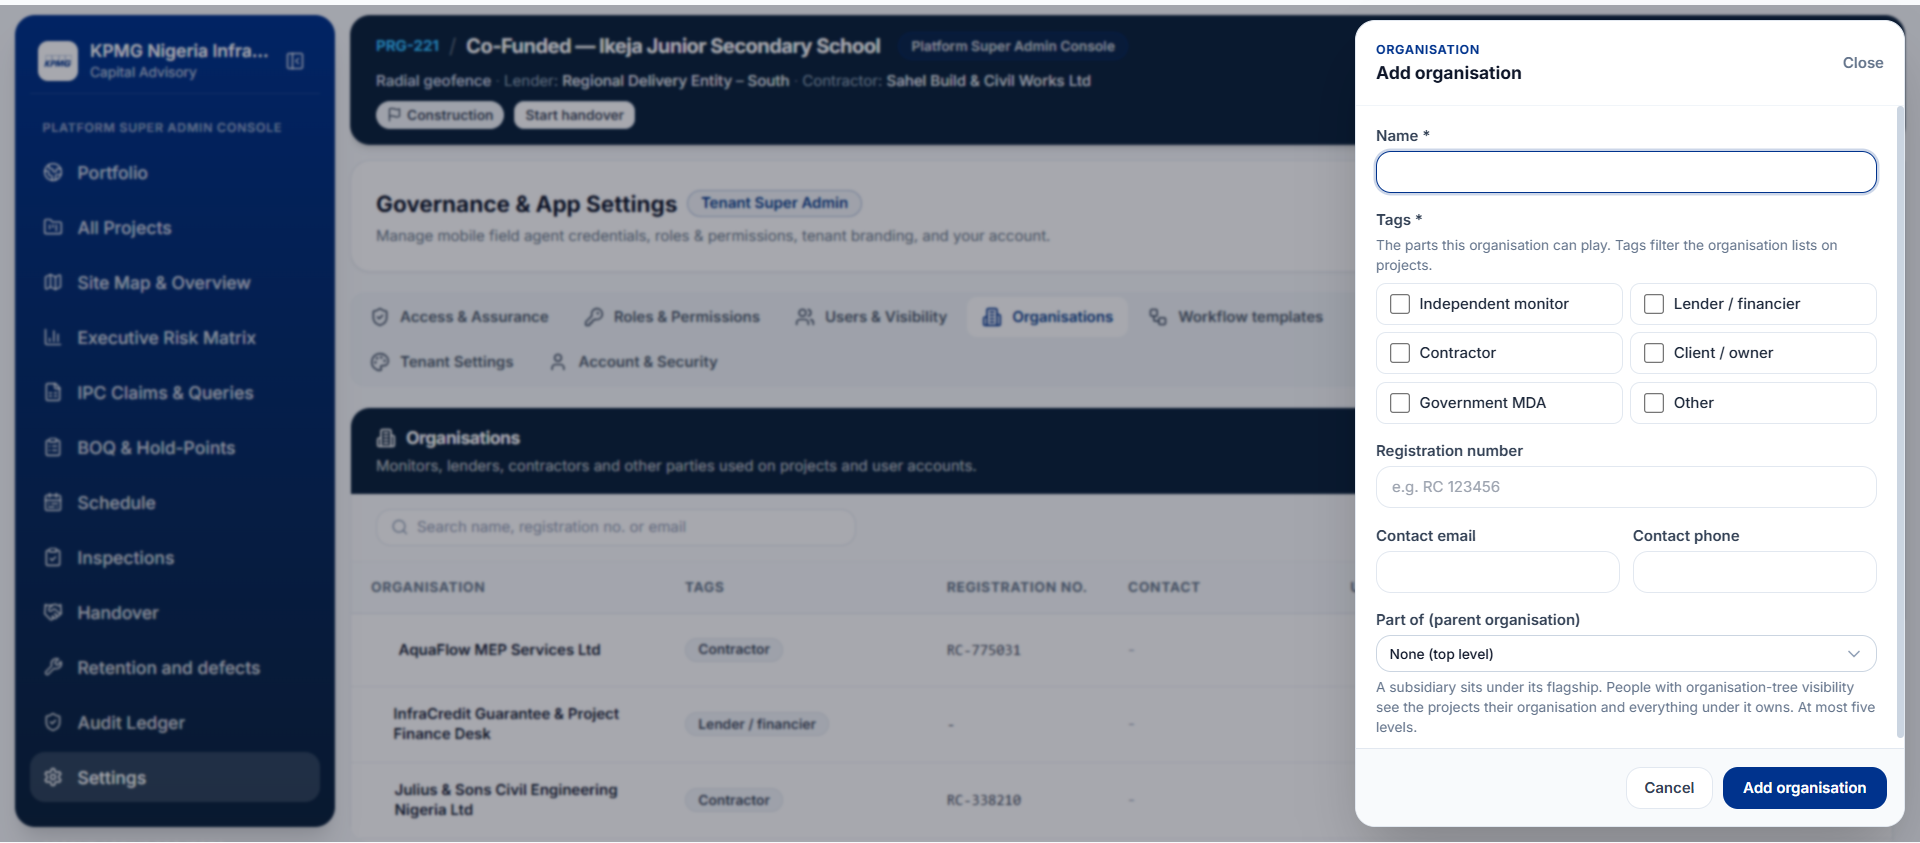 KPMG Nigeria Infra...
Capital Advisory
PLATFORM SUPER ADMIN CONSOLE
Portfolio
All Projects
Site Map & Overview
Executive Risk Matrix
IPC Claims & Queries
BOQ & Hold-Points
Schedule
Inspections
Handover
Retention and defects
Audit Ledger
Settings
PRG-221 / Co-Funded — Ikeja Junior Secondary School Platform Super Admin Console
Radial geofence · Lender: Regional Delivery Entity – South · Contractor: Sahel Build & Civil Works Ltd
Construction Start handover
Governance & App Settings Tenant Super Admin
Manage mobile field agent credentials, roles & permissions, tenant branding, and your account.
Access & Assurance Roles & Permissions Users & Visibility Organisations Workflow templates
Tenant Settings Account & Security
Organisations
Monitors, lenders, contractors and other parties used on projects and user accounts.
Search name, registration no. or email
ORGANISATION TAGS REGISTRATION NO. CONTACT
AquaFlow MEP Services Ltd Contractor RC-775031 -
InfraCredit Guarantee & Project
Finance Desk
Lender / financier - -
Julius & Sons Civil Engineering
Nigeria Ltd
Contractor RC-338210 -
ORGANISATION
Add organisation
Close
Name *
Tags *
The parts this organisation can play. Tags filter the organisation lists on
projects.
Independent monitor Lender / financier
Contractor Client / owner
Government MDA Other
Registration number
e.g. RC 123456
Contact email Contact phone
Part of (parent organisation)
None (top level)
A subsidiary sits under its flagship. People with organisation-tree visibility
see the projects their organisation and everything under it owns. At most five
levels.
Cancel Add organisation